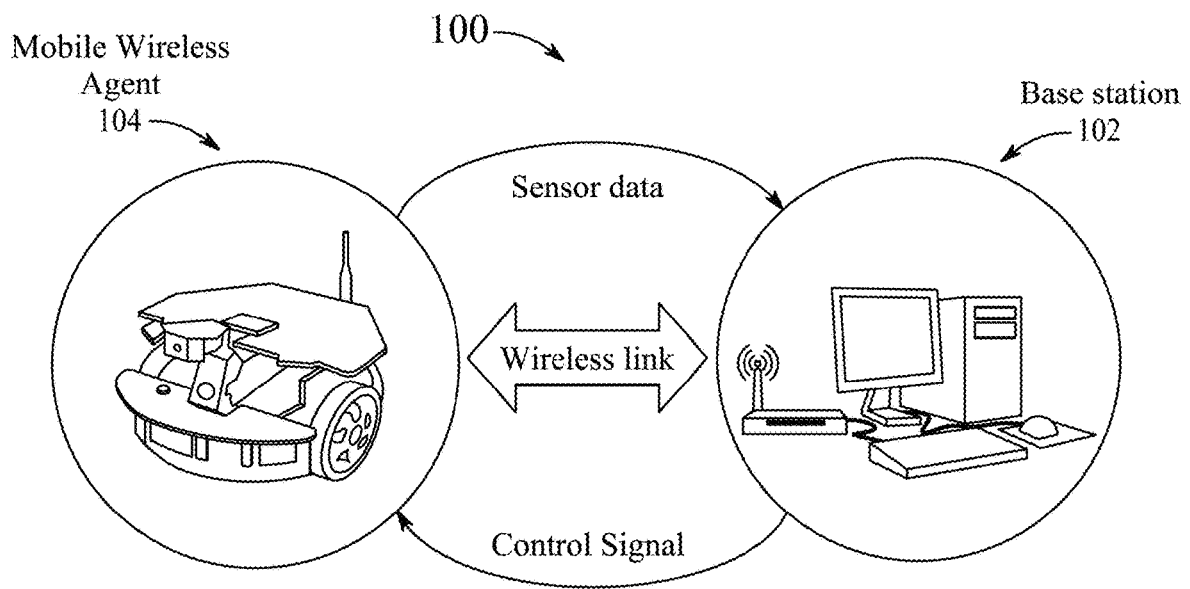 100
Mobile Wireless
Agent
104
Base station
102
Sensor data
Wireless link
Control Signal